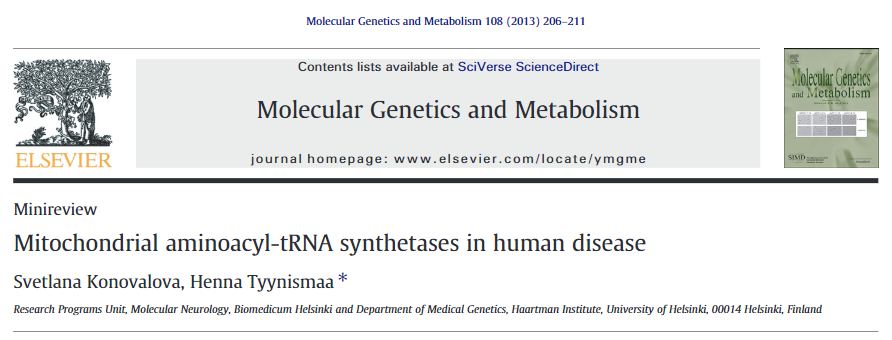 Molecular Genetics and Metabolism 108 (2013) 206–211
Contents lists available at SciVerse ScienceDirect
Molecular Genetics and Metabolism
journal homepage: www.elsevier.com/locate/ymgme
ELSEVIER
Molecular Genetics
and Metabolism
SIMD
Minireview
Mitochondrial aminoacyl-tRNA synthetases in human disease
Svetlana Konovalova, Henna Tyynismaa *
Research Programs Unit, Molecular Neurology, Biomedicum Helsinki and Department of Medical Genetics, Haartman Institute, University of Helsinki, 00014 Helsinki, Finland